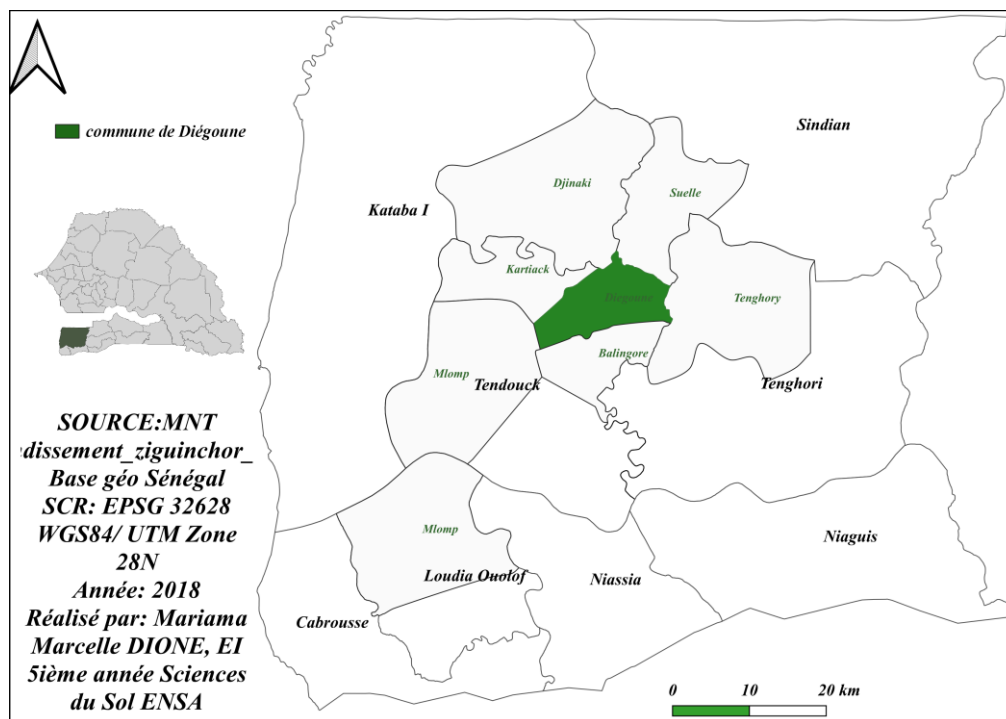 commune de Diégoune
Sindian
Djinaki
Suelle
Kataba I
Kartiack
Diegoune
Tenghory
Balingore
Mlomp
Tendouck
Tenghori
SOURCE:MNT
dissement_ziguinchor_
Base géo Sénégal
SCR: EPSG 32628
WGS84/ UTM Zone
28N
Année: 2018
Réalisé par: Mariama
Marcelle DIONE, EI
5ième année Sciences
du Sol ENSA
Mlomp
Niaguis
Loudia Ouolof
Niassia
Cabrousse
0 10 20 km